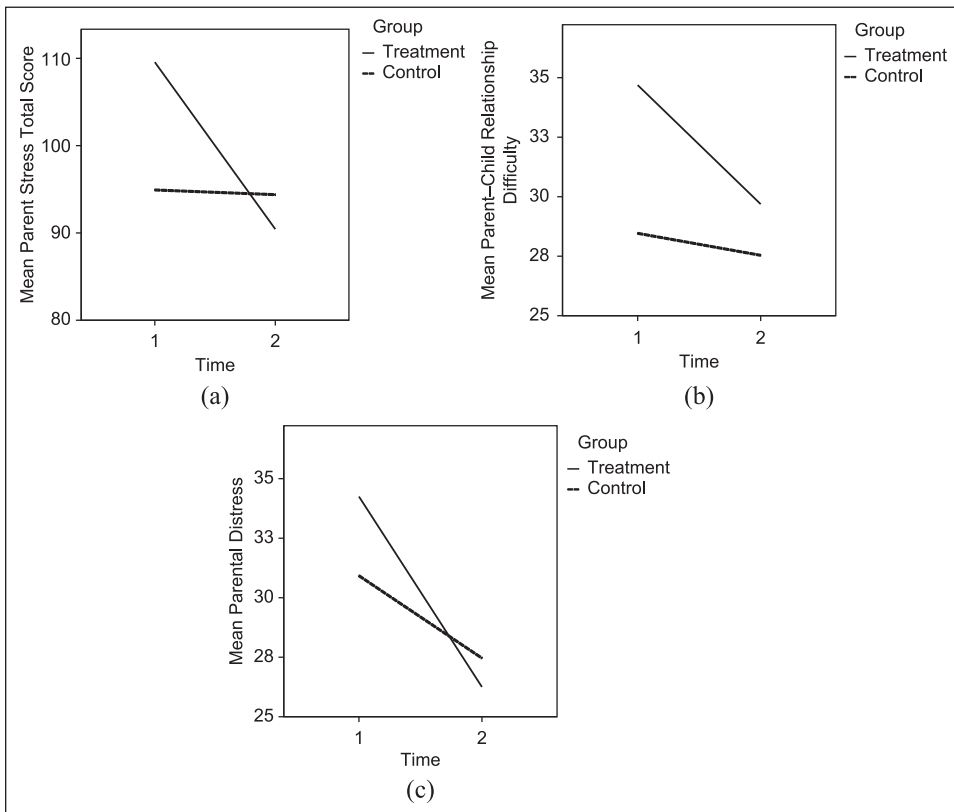 Group
Treatment
Control
110
100
90
80
Mean Parent Stress Total Score
1 2
Time
(a)
Group
Treatment
Control
35
33
30
28
25
Mean Parent–Child Relationship
Difficulty
1 2
Time
(b)
Group
Treatment
Control
35
33
30
28
25
Mean Parental Distress
1 2
Time
(c)